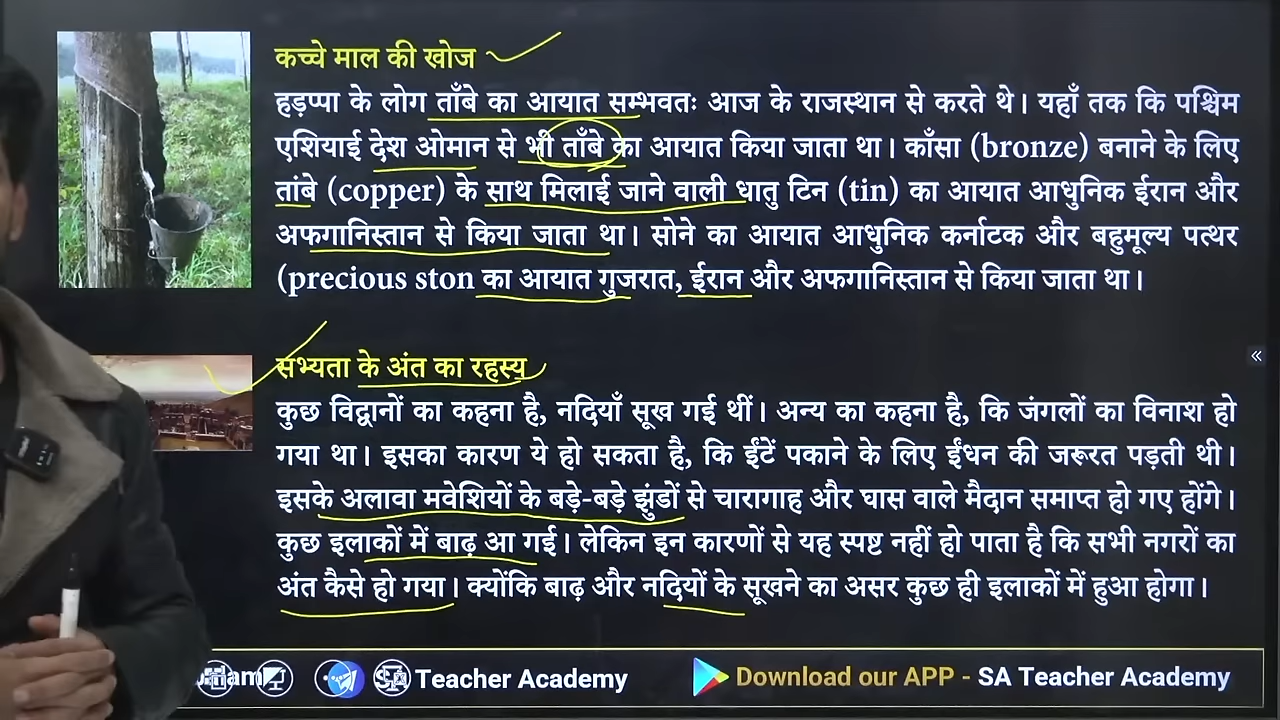 कच्चे माल की खोज
हड़प्पा के लोग ताँबे का आयात सम्भवतः आज के राजस्थान से करते थे। यहाँ तक कि पश्चिम
एशियाई देश ओमान से भी ताँबे का आयात किया जाता था। काँसा (bronze) बनाने के लिए
तांबे (copper) के साथ मिलाई जाने वाली धातु टिन (tin) का आयात आधुनिक ईरान और
अफगानिस्तान से किया जाता था। सोने का आयात आधुनिक कर्नाटक और बहुमूल्य पत्थर
(precious ston का आयात गुजरात, ईरान और अफगानिस्तान से किया जाता था।
सभ्यता के अंत का रहस्य
कुछ विद्वानों का कहना है, नदियाँ सूख गई थीं। अन्य का कहना है, कि जंगलों का विनाश हो
गया था। इसका कारण ये हो सकता है, कि ईंटें पकाने के लिए ईंधन की जरूरत पड़ती थी।
इसके अलावा मवेशियों के बड़े-बड़े झुंडों से चारागाह और घास वाले मैदान समाप्त हो गए होंगे।
कुछ इलाकों में बाढ़ आ गई। लेकिन इन कारणों से यह स्पष्ट नहीं हो पाता है कि सभी नगरों का
अंत कैसे हो गया। क्योंकि बाढ़ और नदियों के सूखने का असर कुछ ही इलाकों में हुआ होगा।
Teacher Academy Download our APP - SA Teacher Academy